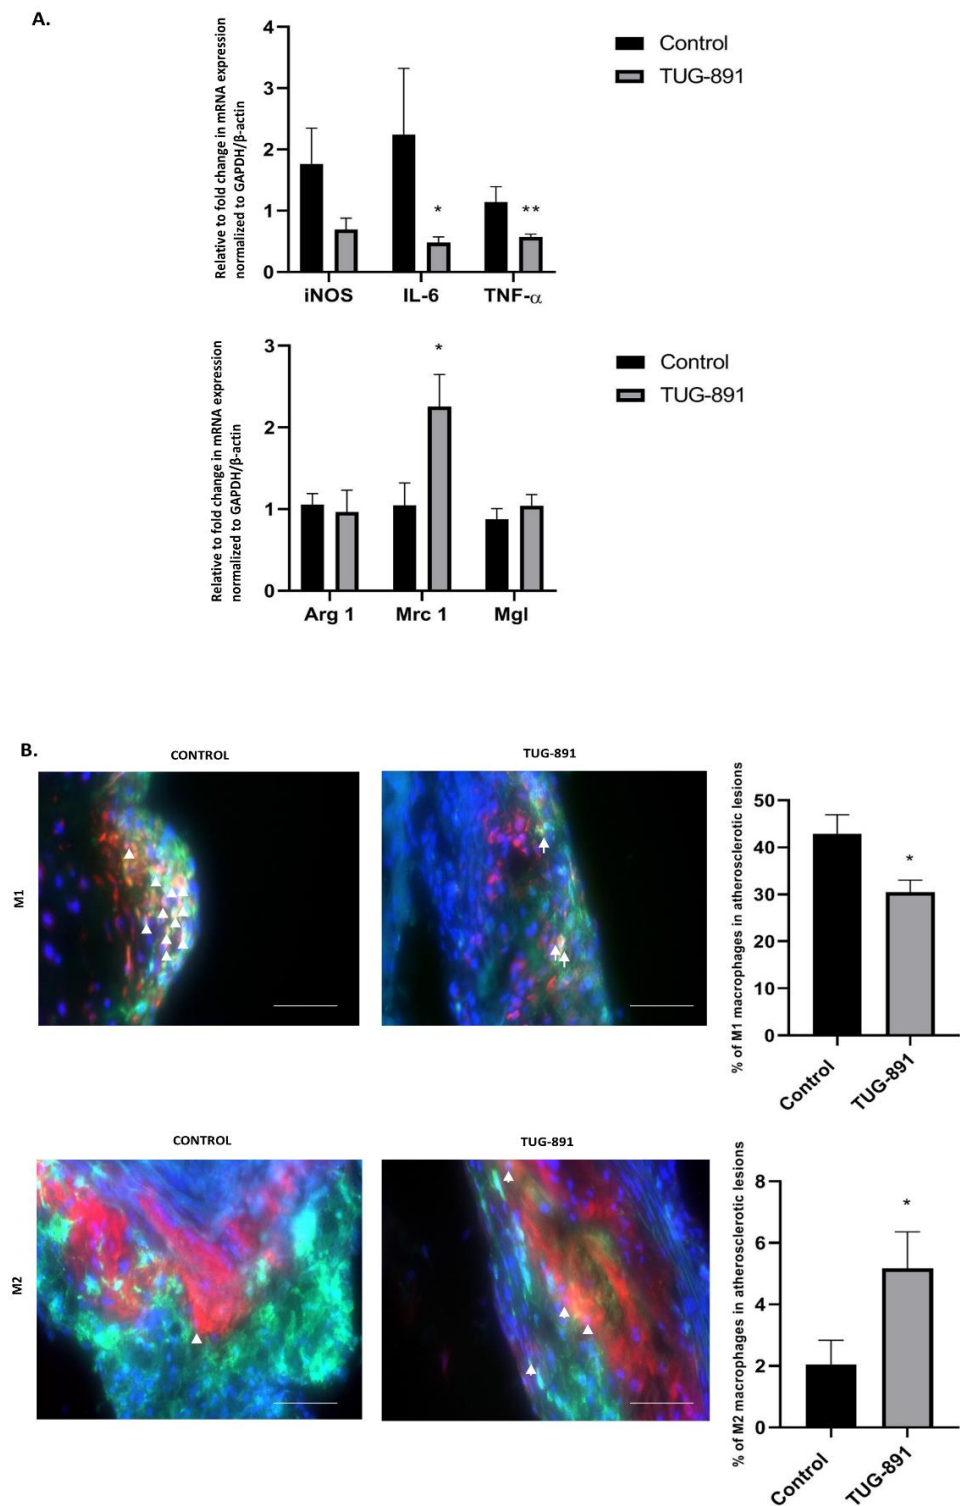 A.
Relative to fold change in mRNA expression
normalized to GAPDH/β-actin
4
3
2
1
0
*
**
iNOS
IL-6
TNF-α
Control
TUG-891
Relative to fold change in mRNA expression
normalized to GAPDH/β-actin
3
2
1
0
*
Arg 1
Mrc 1
Mgl
Control
TUG-891
B.
CONTROL
TUG-891
M1
% of M1 macrophages in atherosclerotic lesions
50
40
30
20
10
0
*
Control
TUG-891
CONTROL
TUG-891
M2
% of M2 macrophages in atherosclerotic lesions
8
6
4
2
0
*
Control
TUG-891